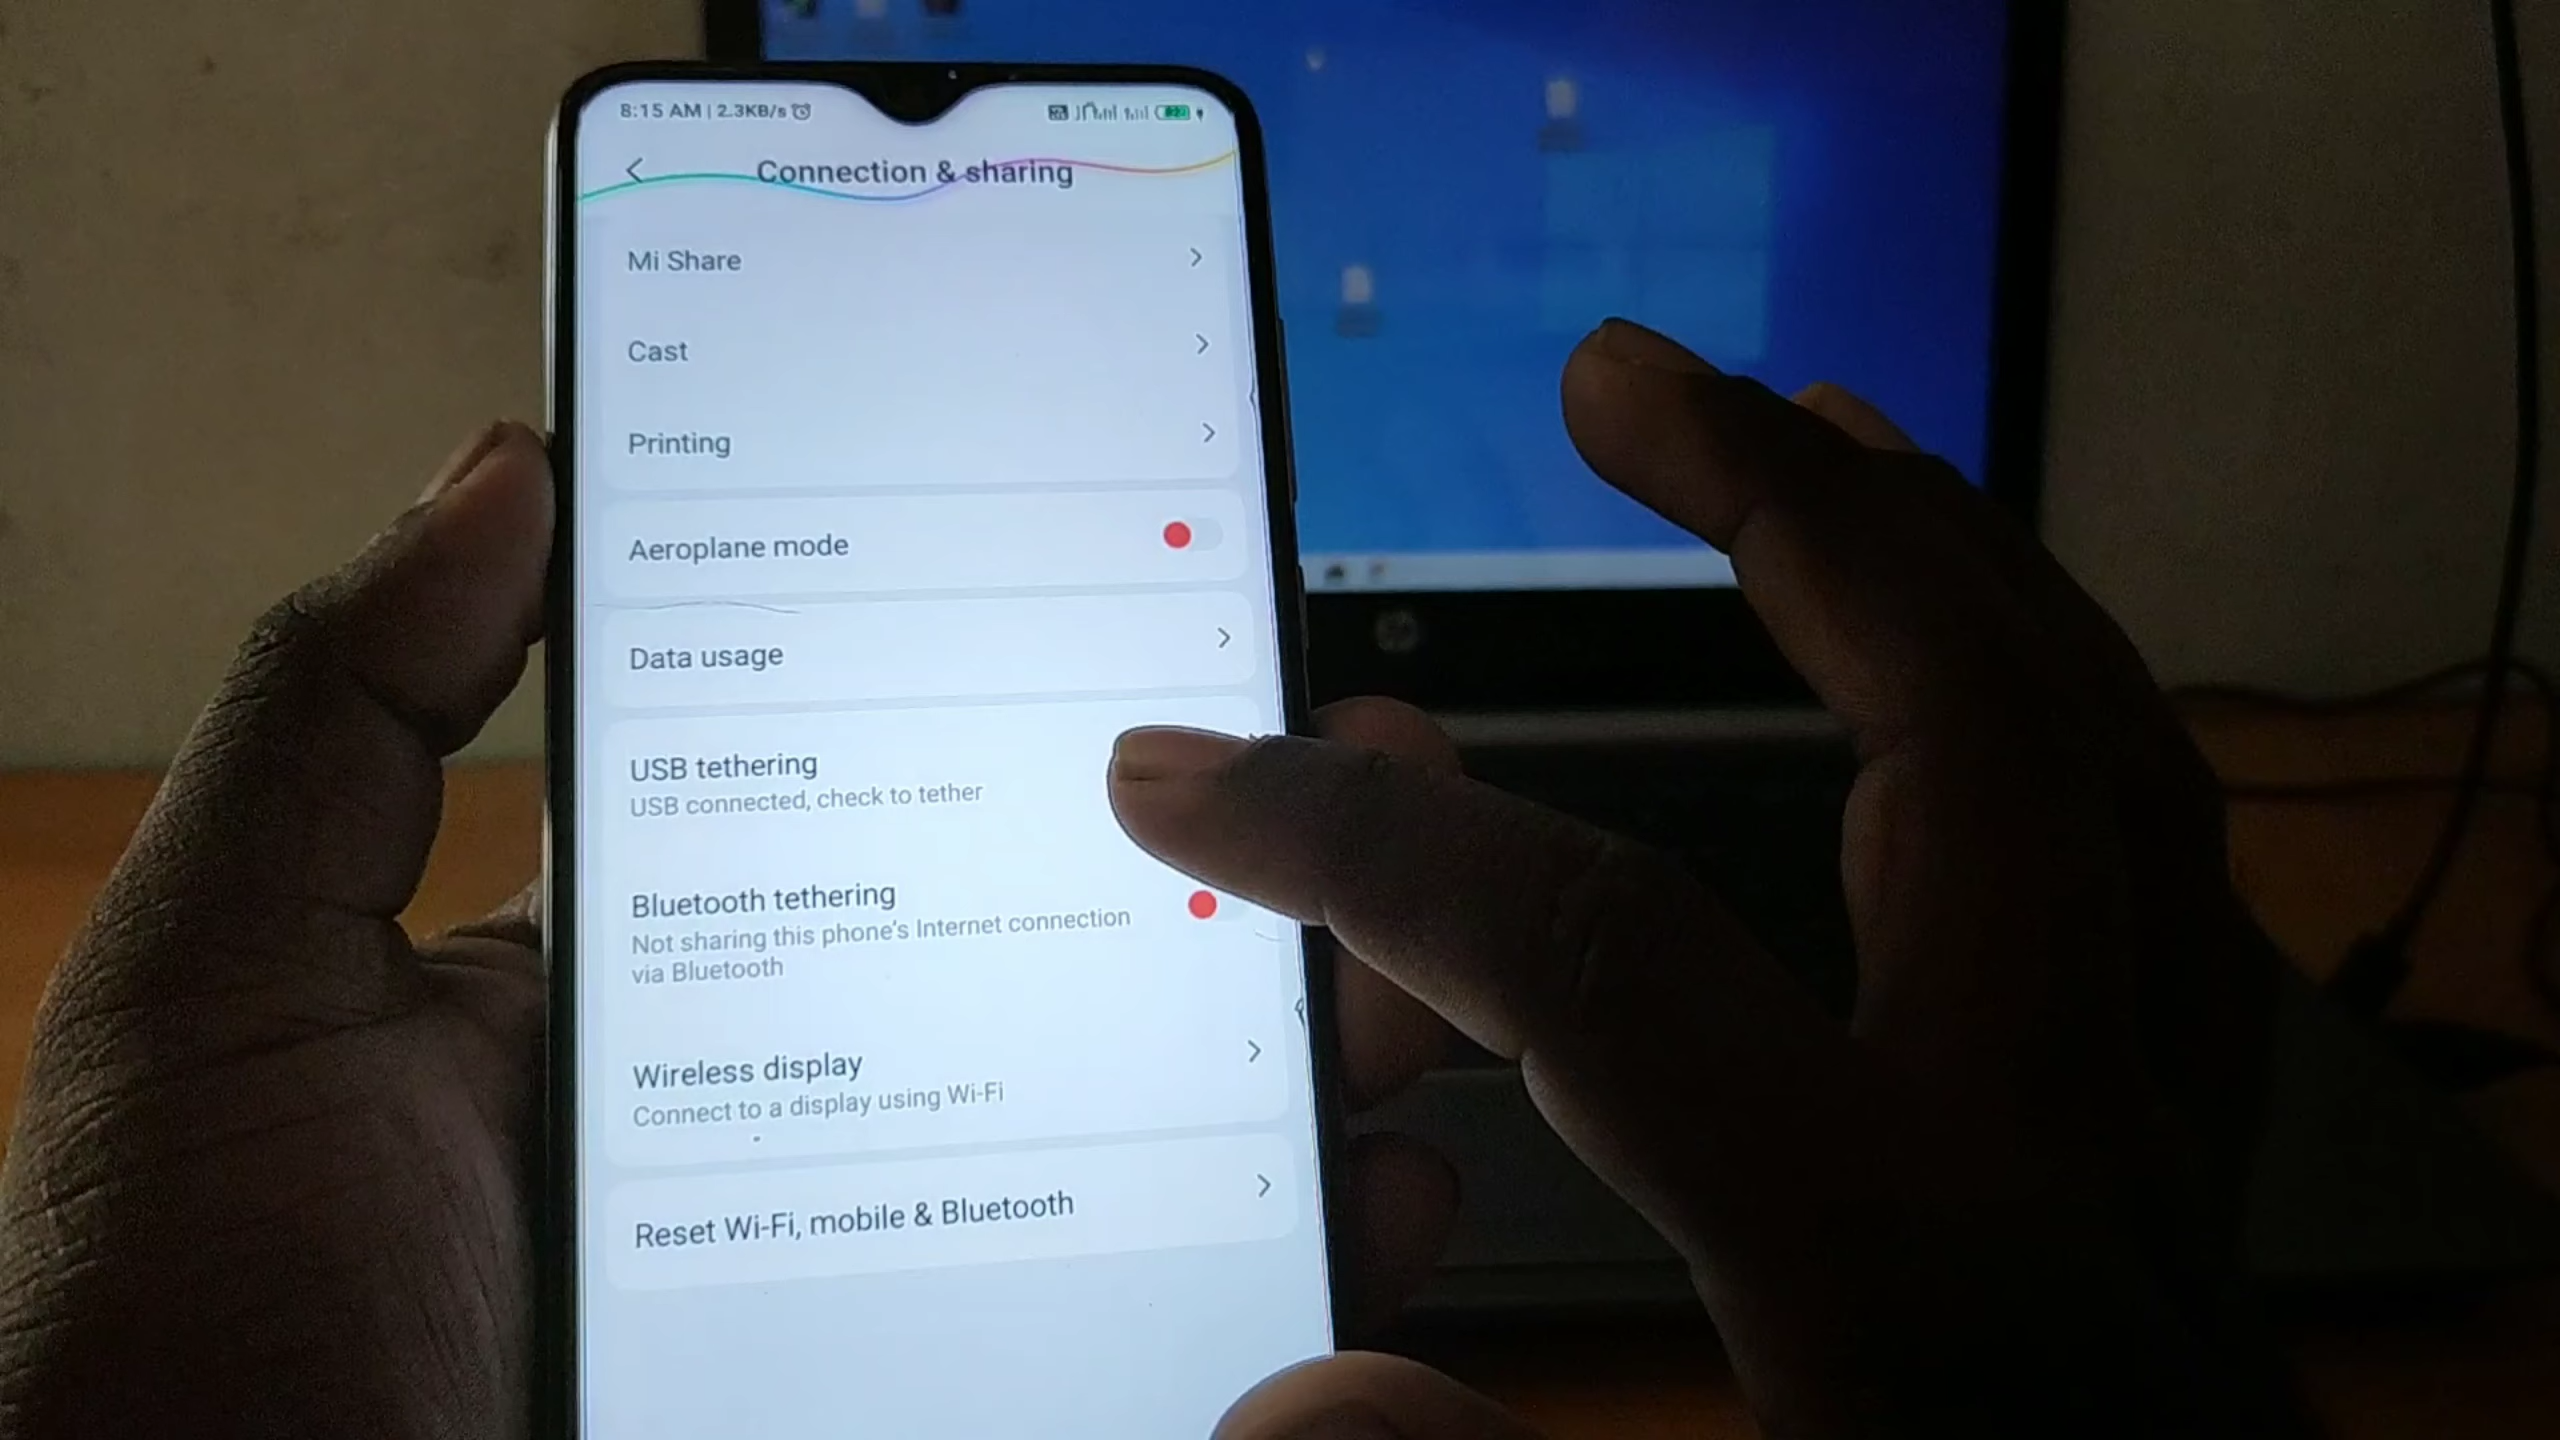 8:15 AM | 2.3KB/s
Connection & sharing
Mi Share
Cast
Printing
Aeroplane mode
Data usage
USB tethering
USB connected, check to tether
Bluetooth tethering
Not sharing this phone's Internet connection
via Bluetooth
Wireless display
Connect to a display using Wi-Fi
Reset Wi-Fi, mobile & Bluetooth